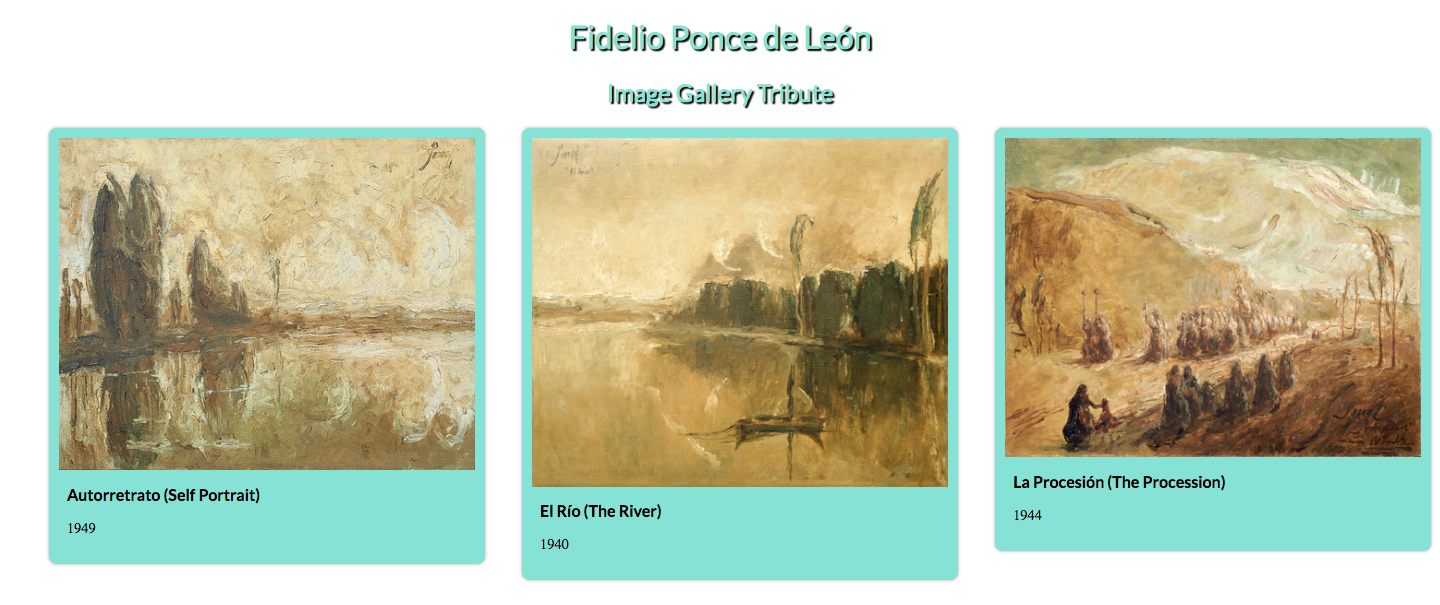 Fidelio Ponce de León
Image Gallery Tribute
Autorretrato (Self Portrait)
1949
El Río (The River)
1940
La Procesión (The Procession)
1944